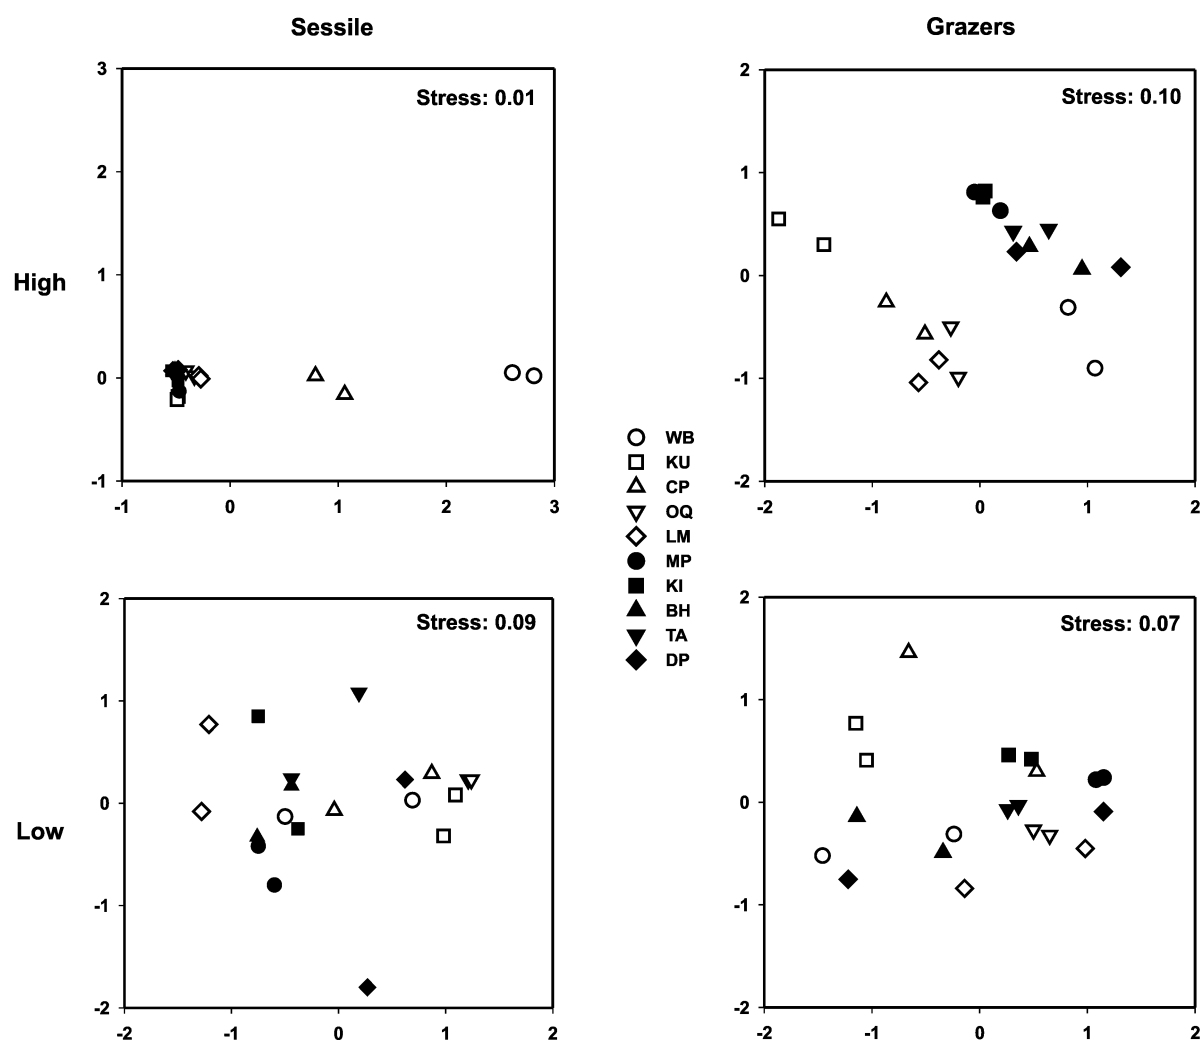 Sessile
Grazers
High
Stress: 0.01
3
2
1
0
-1
-1 0 1 2 3
Stress: 0.10
2
1
0
-1
-2
-2 -1 0 1 2
WB
KU
CP
OQ
LM
MP
KI
BH
TA
DP
Low
Stress: 0.09
2
1
0
-1
-2
-2 -1 0 1 2
Stress: 0.07
2
1
0
-1
-2
-2 -1 0 1 2